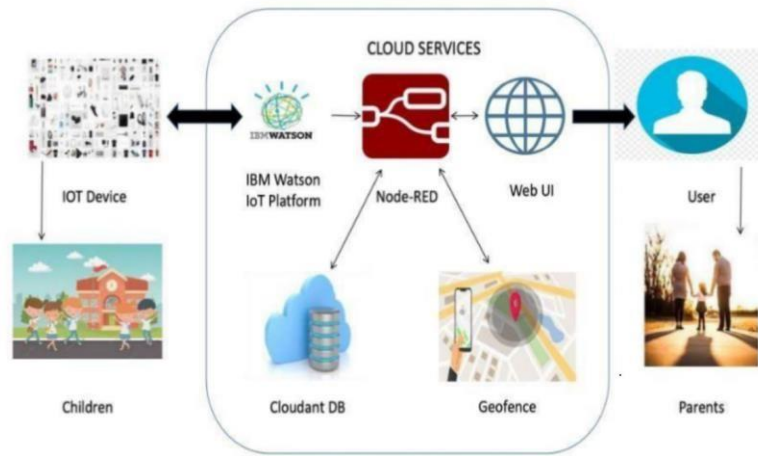 CLOUD SERVICES
IBM WATSON
IOT Device
IBM Watson
IoT Platform
Node-RED
Web UI
User
Children
Cloudant DB
Geofence
Parents